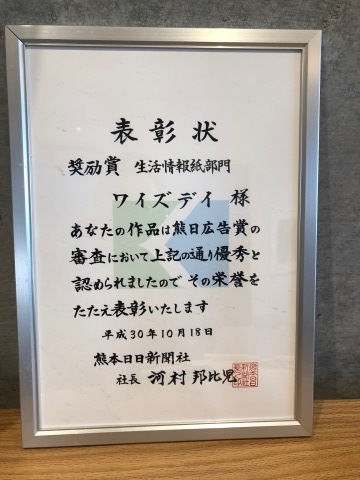 表彰状
奨励賞 生活情報紙部門
ワイズデイ 様
あなたの作品は熊日広告賞の
審査において上記の通り優秀と
認められましたので その栄誉を
たたえ表彰いたします
平成30年10月18日
熊本日日新聞社
社長 河村 邦比児